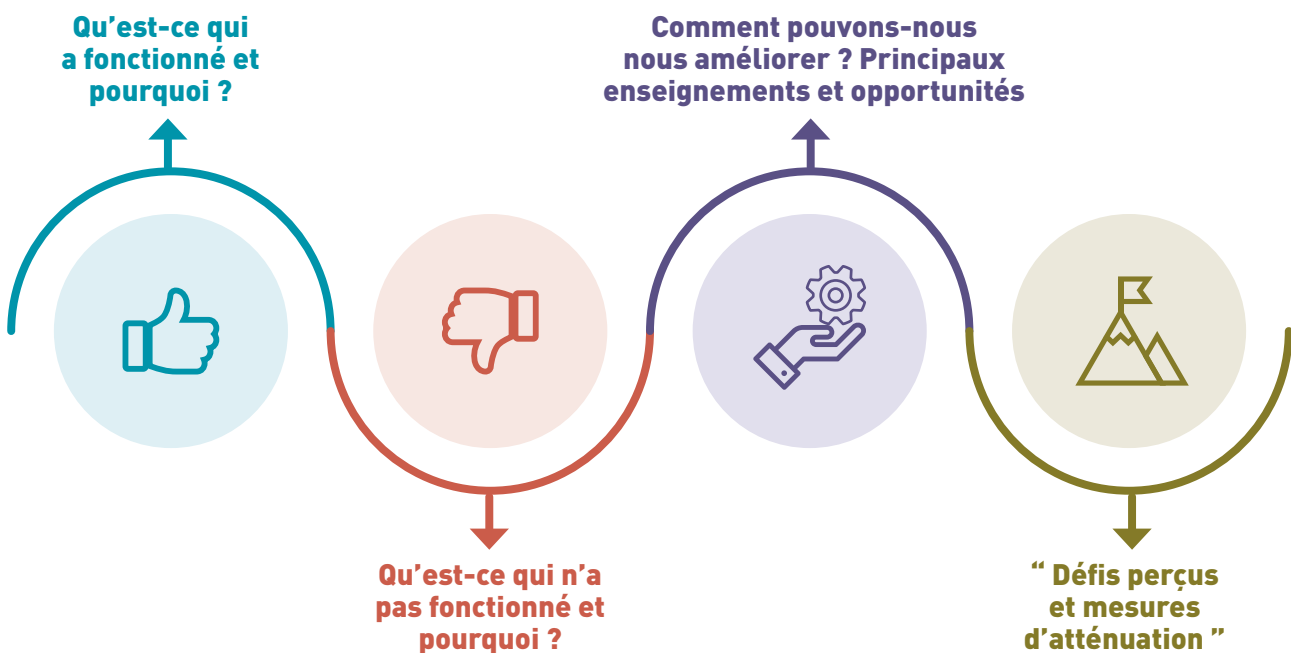 Qu’est-ce qui
a fonctionné et
pourquoi ?
Qu’est-ce qui n’a
pas fonctionné et
pourquoi ?
Comment pouvons-nous
nous améliorer ? Principaux
enseignements et opportunités
“ Défis perçus
et mesures
d’atténuation ”